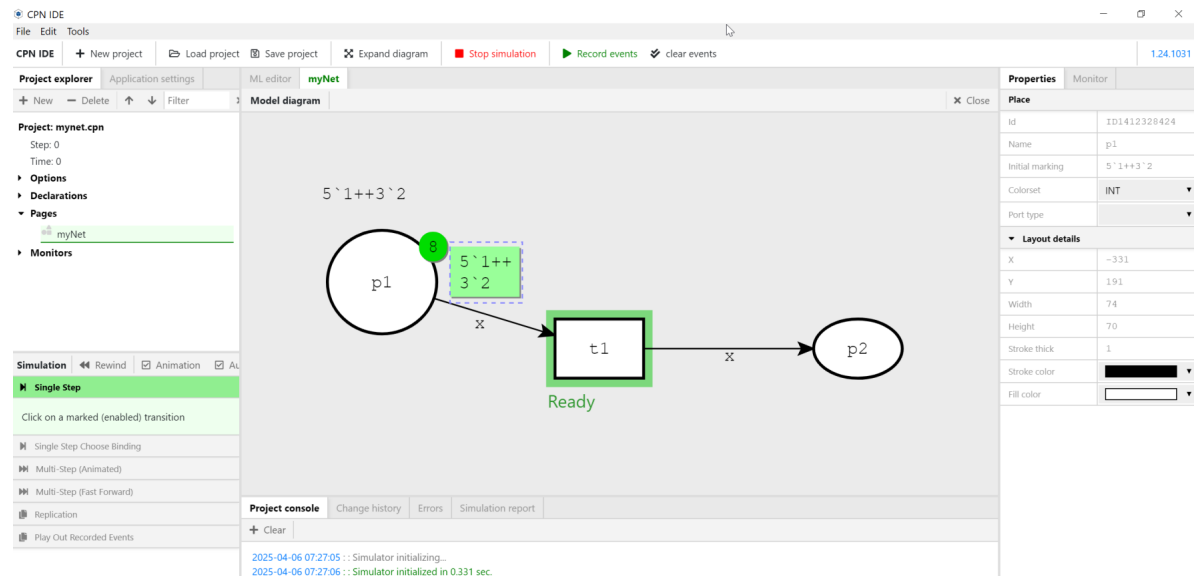 CPN IDE
File Edit Tools
CPN IDE + New project Load project Save project Expand diagram Stop simulation Record events clear events 1.24.1031
Project explorer Application settings
+ New − Delete Filter
Project: mynet.cpn
Step: 0
Time: 0
Options
Declarations
Pages
myNet
Monitors
Simulation Rewind Animation Au
Single Step
Click on a marked (enabled) transition
Single Step Choose Binding
Multi-Step (Animated)
Multi-Step (Fast Forward)
Replication
Play Out Recorded Events
ML editor myNet
Model diagram × Close
5`1++3`2
8
5`1++
3`2
p1
x
t1
Ready
x
p2
Project console Change history Errors Simulation report
+ Clear
2025-04-06 07:27:05 : : Simulator initializing...
2025-04-06 07:27:06 : : Simulator initialized in 0.331 sec.
Properties Monitor
Place
Id ID1412328424
Name p1
Initial marking 5`1++3`2
Colorset INT
Port type
Layout details
X -331
Y 191
Width 74
Height 70
Stroke thick 1
Stroke color
Fill color